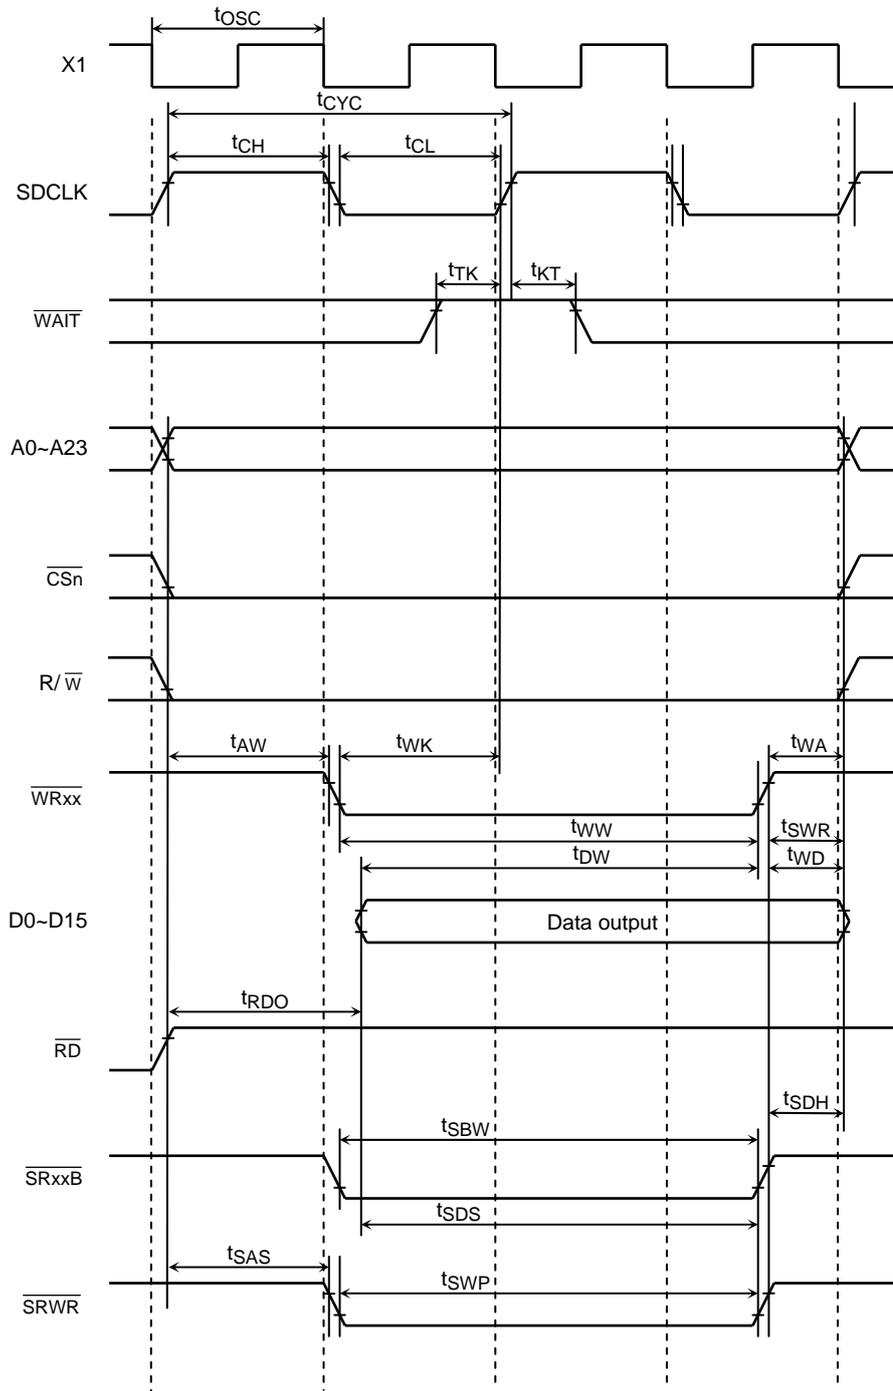 tOSC
X1
tCYC
tCH
tCL
SDCLK
tTK
tKT
WAIT
A0~A23
CSn
R/ W
tAW
tWK
tWA
WRxx
tWW
tSWR
tDW
tWD
D0~D15
Data output
tRDO
RD
tSDH
tSBW
SRxxB
tSDS
tSAS
tSWP
SRWR